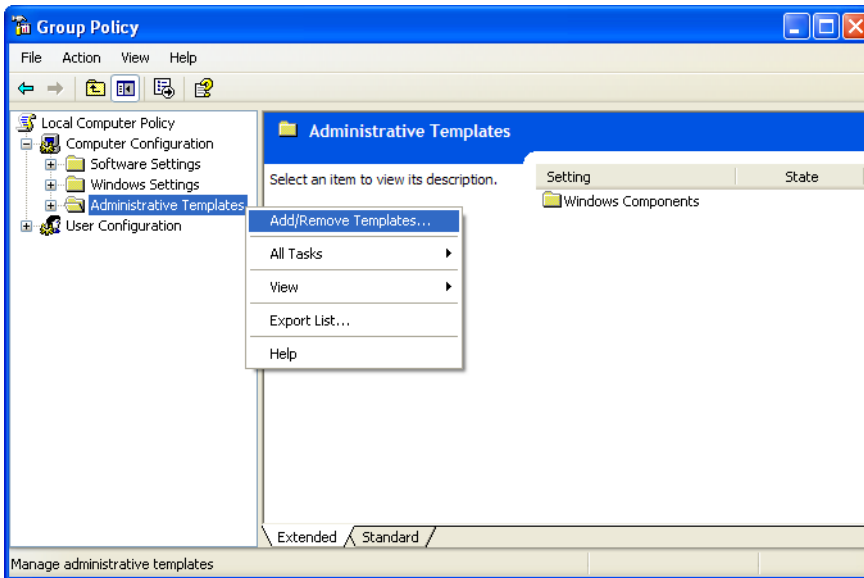 Group Policy
File Action View Help
Local Computer Policy
Computer Configuration
Software Settings
Windows Settings
Administrative Templates
User Configuration
Administrative Templates
Select an item to view its description.
Setting State
Windows Components
Add/Remove Templates...
All Tasks
View
Export List...
Help
Extended Standard
Manage administrative templates